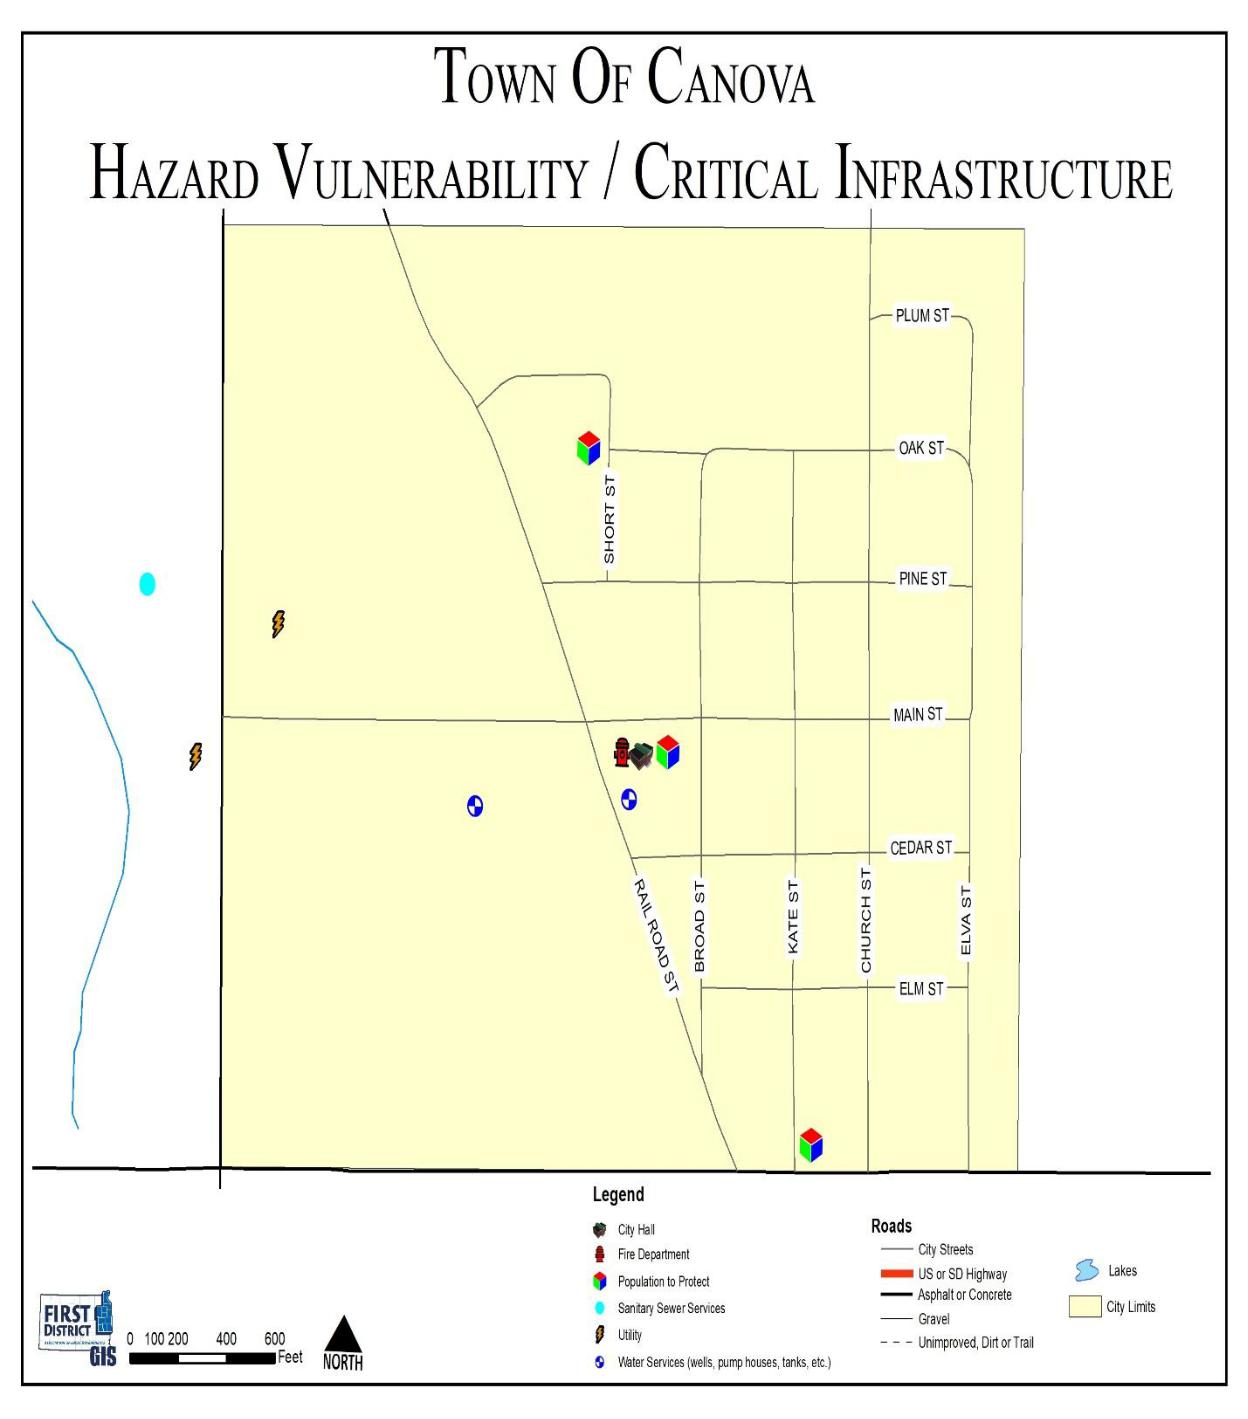 TOWN OF CANOVA
HAZARD VULNERABILITY / CRITICAL INFRASTRUCTURE
PLUM ST
OAK ST
SHORT ST
PINE ST
MAIN ST
CEDAR ST
RAIL ROAD ST
BROAD ST
KATE ST
CHURCH ST
ELVA ST
ELM ST
Legend
City Hall
Fire Department
Population to Protect
Sanitary Sewer Services
Utility
Water Services (wells, pump houses, tanks, etc.)
Roads
City Streets
US or SD Highway
Asphalt or Concrete
Gravel
Unimproved, Dirt or Trail
Lakes
City Limits
FIRST
DISTRICT
GIS
0 100 200 400 600
Feet
NORTH